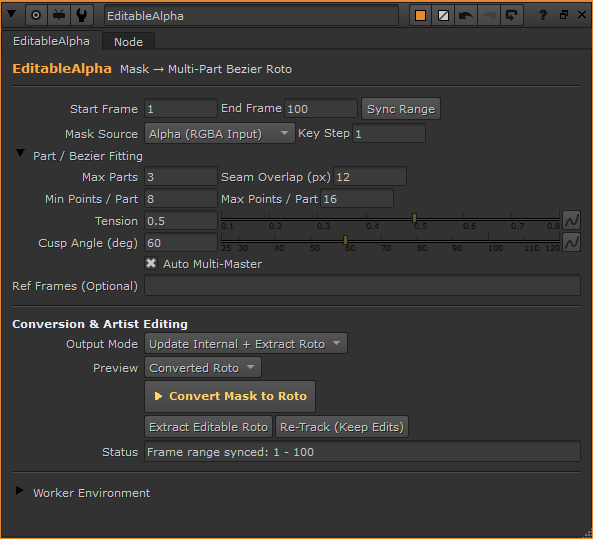 EditableAlpha
EditableAlpha Node
EditableAlpha Mask → Multi-Part Bezier Roto
Start Frame 1 End Frame 100 Sync Range
Mask Source Alpha (RGBA Input) Key Step 1
Part / Bezier Fitting
Max Parts 3 Seam Overlap (px) 12
Min Points / Part 8 Max Points / Part 16
Tension 0.5 0.1 0.2 0.3 0.4 0.5 0.6 0.7 0.8
Cusp Angle (deg) 60 25 30 40 50 60 70 80 90 100 110 120
Auto Multi-Master
Ref Frames (Optional)
Conversion & Artist Editing
Output Mode Update Internal + Extract Roto
Preview Converted Roto
Convert Mask to Roto
Extract Editable Roto Re-Track (Keep Edits)
Status Frame range synced: 1 - 100
Worker Environment